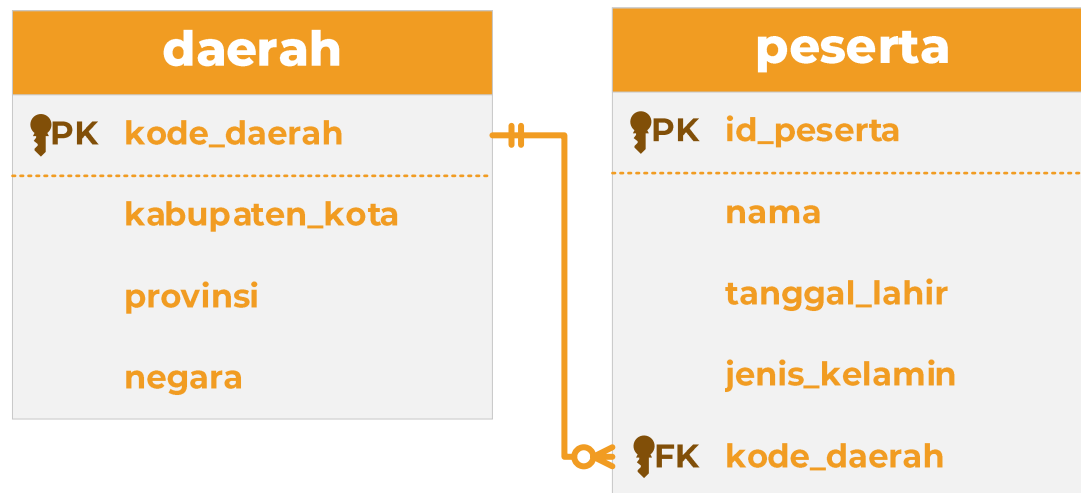 daerah
PK kode_daerah
kabupaten_kota
provinsi
negara
peserta
PK id_peserta
nama
tanggal_lahir
jenis_kelamin
FK kode_daerah